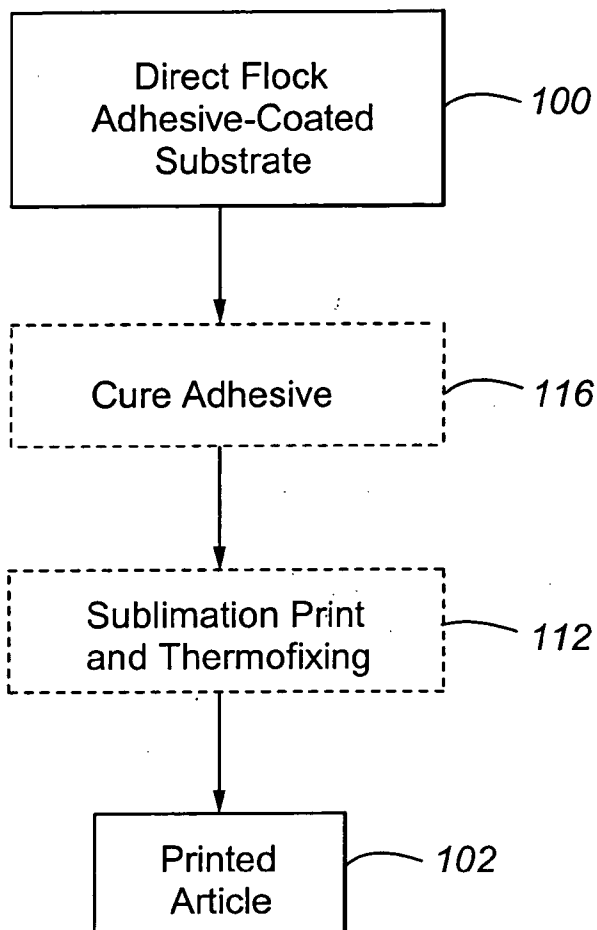 Direct Flock
Adhesive-Coated
Substrate
100
Cure Adhesive
116
Sublimation Print
and Thermofixing
112
Printed
Article
102